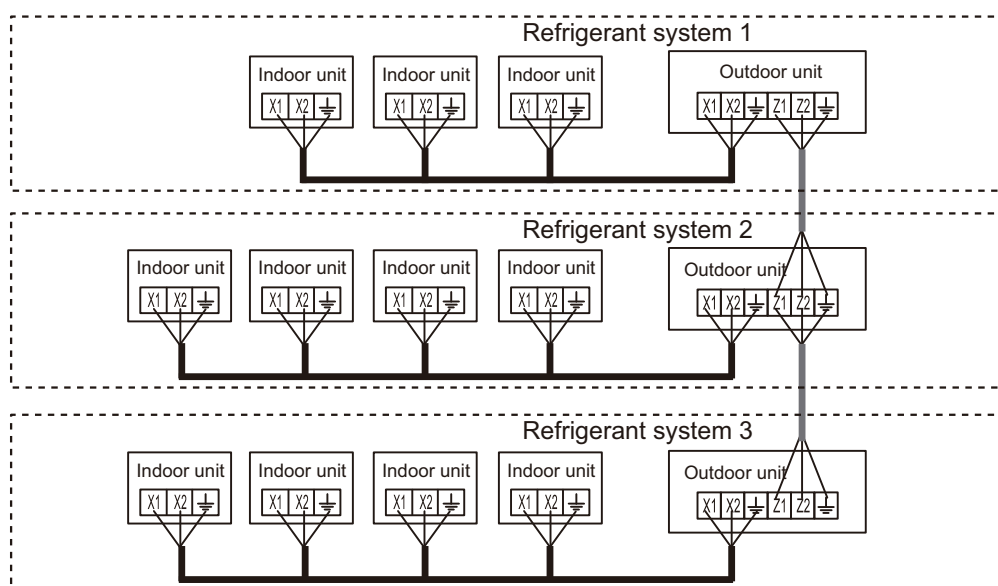 Refrigerant system 1
Indoor unit Indoor unit Indoor unit Outdoor unit
X1 X2 X1 X2 X1 X2 X1 X2 Z1 Z2
Refrigerant system 2
Indoor unit Indoor unit Indoor unit Indoor unit Outdoor unit
X1 X2 X1 X2 X1 X2 X1 X2 X1 X2 Z1 Z2
Refrigerant system 3
Indoor unit Indoor unit Indoor unit Indoor unit Outdoor unit
X1 X2 X1 X2 X1 X2 X1 X2 X1 X2 Z1 Z2